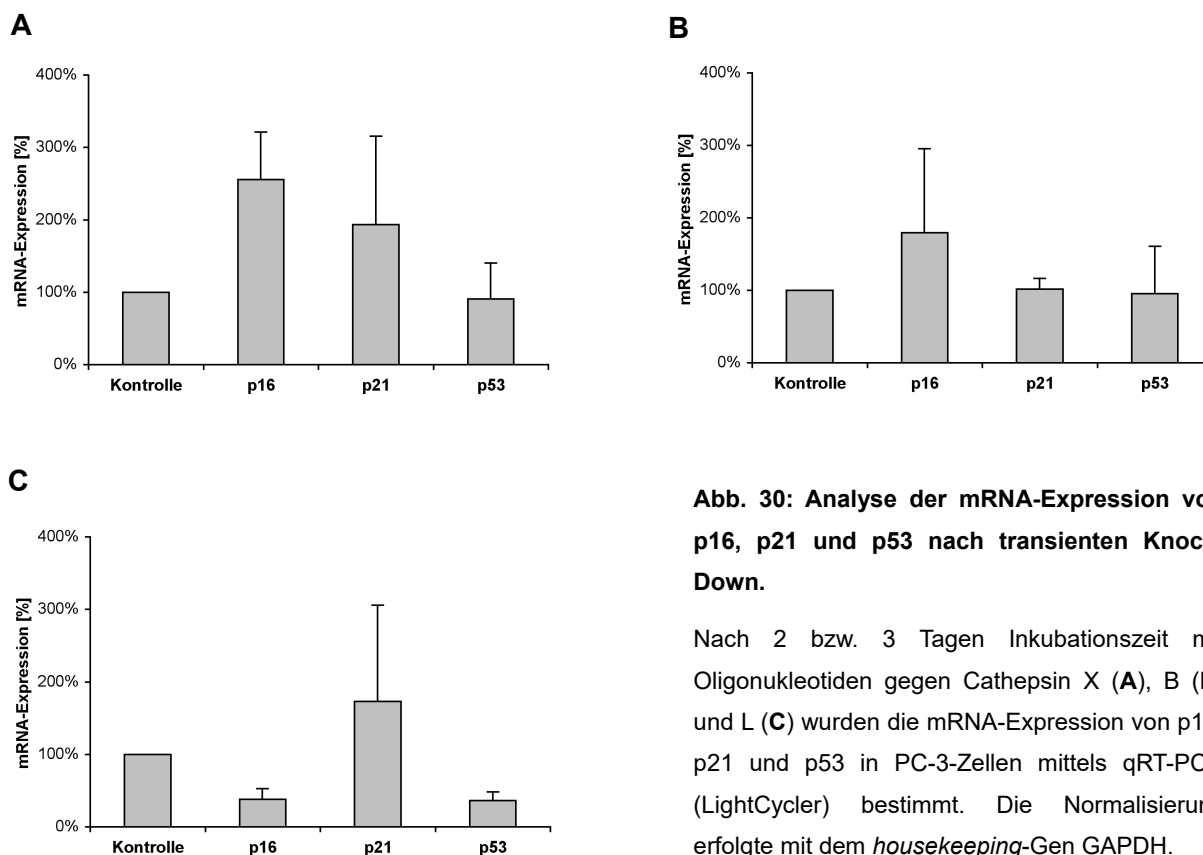 A
400%
300%
200%
100%
0%
mRNA-Expression [%]
Kontrolle p16 p21 p53
B
400%
300%
200%
100%
0%
mRNA-Expression [%]
Kontrolle p16 p21 p53
C
400%
300%
200%
100%
0%
mRNA-Expression [%]
Kontrolle p16 p21 p53
Abb. 30: Analyse der mRNA-Expression vo
p16, p21 und p53 nach transienten Knoc
Down.
Nach 2 bzw. 3 Tagen Inkubationszeit m
Oligonukleotiden gegen Cathepsin X (A), B (
und L (C) wurden die mRNA-Expression von p1
p21 und p53 in PC-3-Zellen mittels qRT-PC
(LightCycler) bestimmt. Die Normalisierun
erfolgte mit dem housekeeping-Gen GAPDH.